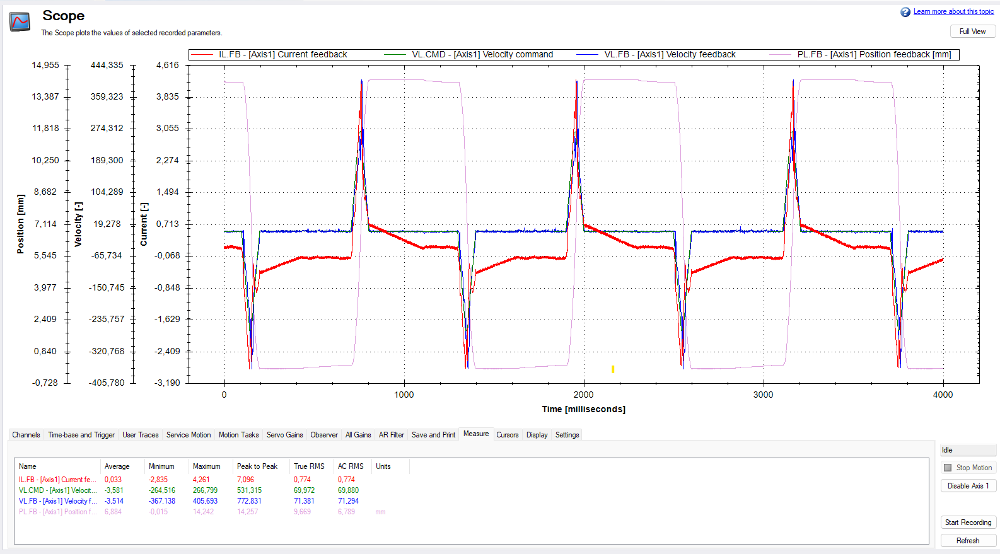 Scope
Learn more about this topic
The Scope plots the values of selected recorded parameters.
Full View
IL.FB - [Axis1] Current feedback
VL.CMD - [Axis1] Velocity command
VL.FB - [Axis1] Velocity feedback
PL.FB - [Axis1] Position feedback [mm]
14,955 444,335 4,616
13,387 359,323 3,835
11,818 274,312 3,055
10,250 189,300 2,274
8,682 104,289 1,494
7,114 19,278 0,713
5,545 -65,734 -0,068
3,977 -150,745 -0,848
2,409 -235,757 -1,629
0,840 -320,768 -2,409
-0,728 -405,780 -3,190
Position [mm]
Velocity [-]
Current [-]
0 1000 2000 3000 4000
Time [milliseconds]
Channels Time-base and Trigger User Traces Service Motion Motion Tasks Servo Gains Observer All Gains AR Filter Save and Print Measure Cursors Display Settings
Name Average Minimum Maximum Peak to Peak True RMS AC RMS Units
IL.FB - [Axis1] Current fe... 0,033 -2,835 4,261 7,096 0,774 0,774
VL.CMD - [Axis1] Velocit... -3,581 -264,516 266,799 531,315 69,972 69,880
VL.FB - [Axis1] Velocity f... -3,514 -367,138 405,693 772,831 71,381 71,294
PL.FB - [Axis1] Position f... 6,884 -0,015 14,242 14,257 9,669 6,789 mm
Idle
Stop Motion
Disable Axis 1
Start Recording
Refresh